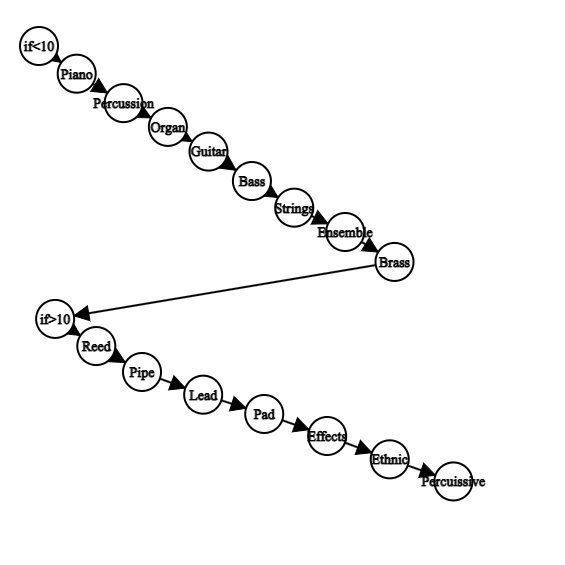 if<10
Piano
Percussion
Organ
Guitar
Bass
Strings
Ensemble
Brass
if>10
Reed
Pipe
Lead
Pad
Effects
Ethnic
Percuissive